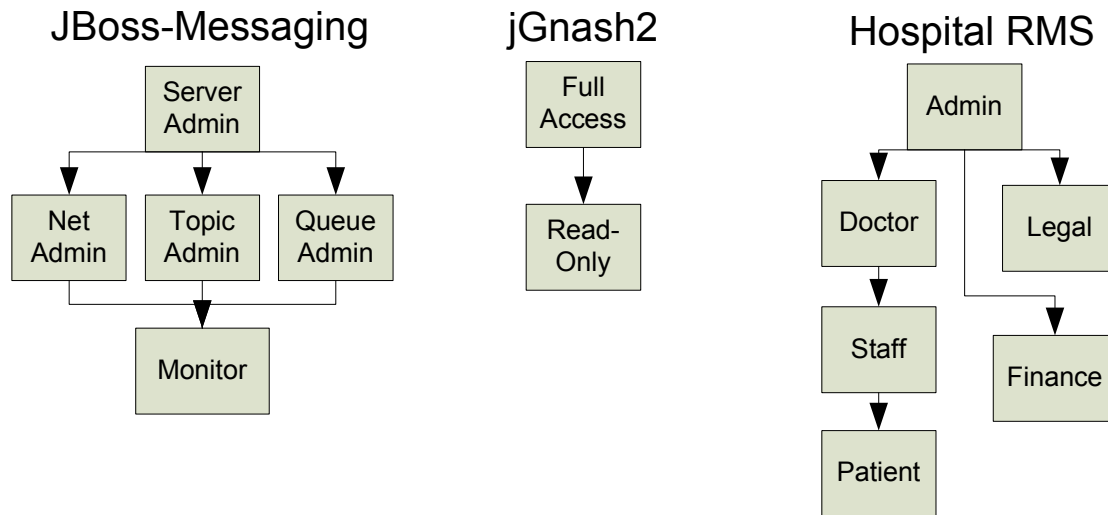 JBoss-Messaging
Server
Admin
Net
Admin
Topic
Admin
Queue
Admin
Monitor
jGnash2
Full
Access
Read-
Only
Hospital RMS
Admin
Doctor
Legal
Staff
Finance
Patient